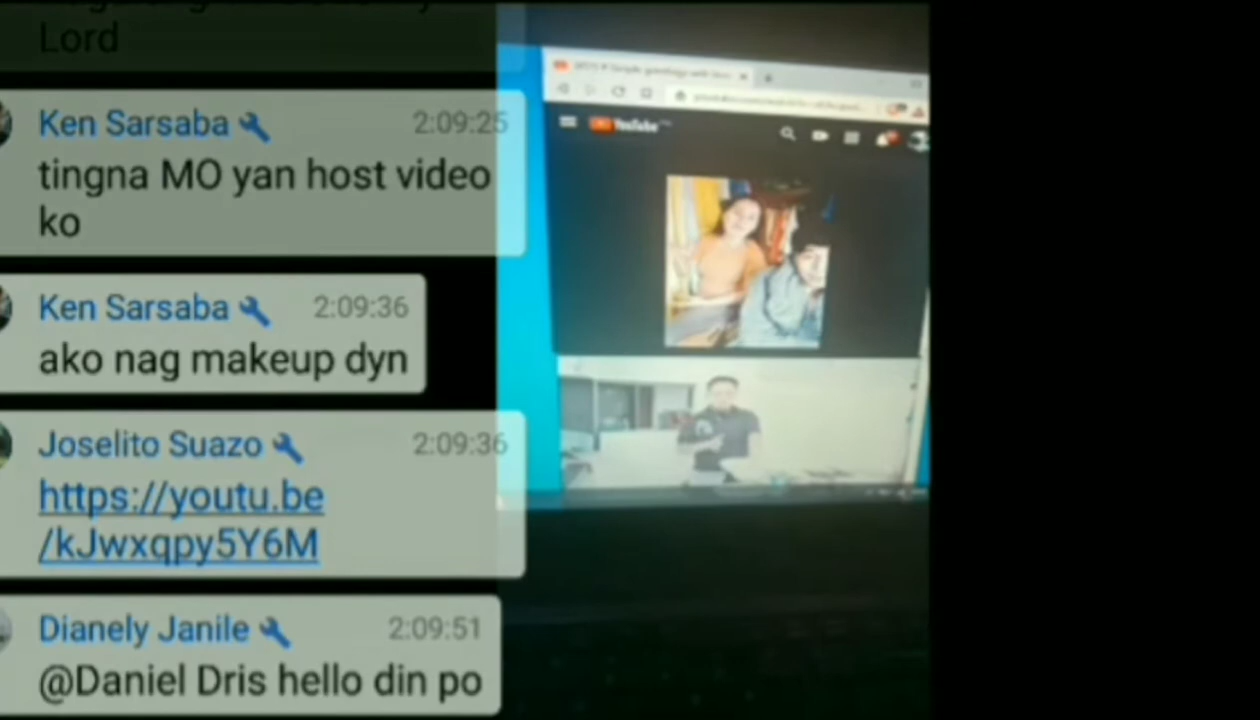 Lord
Ken Sarsaba 2:09:25
tingna MO yan host video
ko
Ken Sarsaba 2:09:36
ako nag makeup dyn
Joselito Suazo 2:09:36
https://youtu.be
/kJwxqpy5Y6M
Dianely Janile 2:09:51
@Daniel Dris hello din po
YouTube